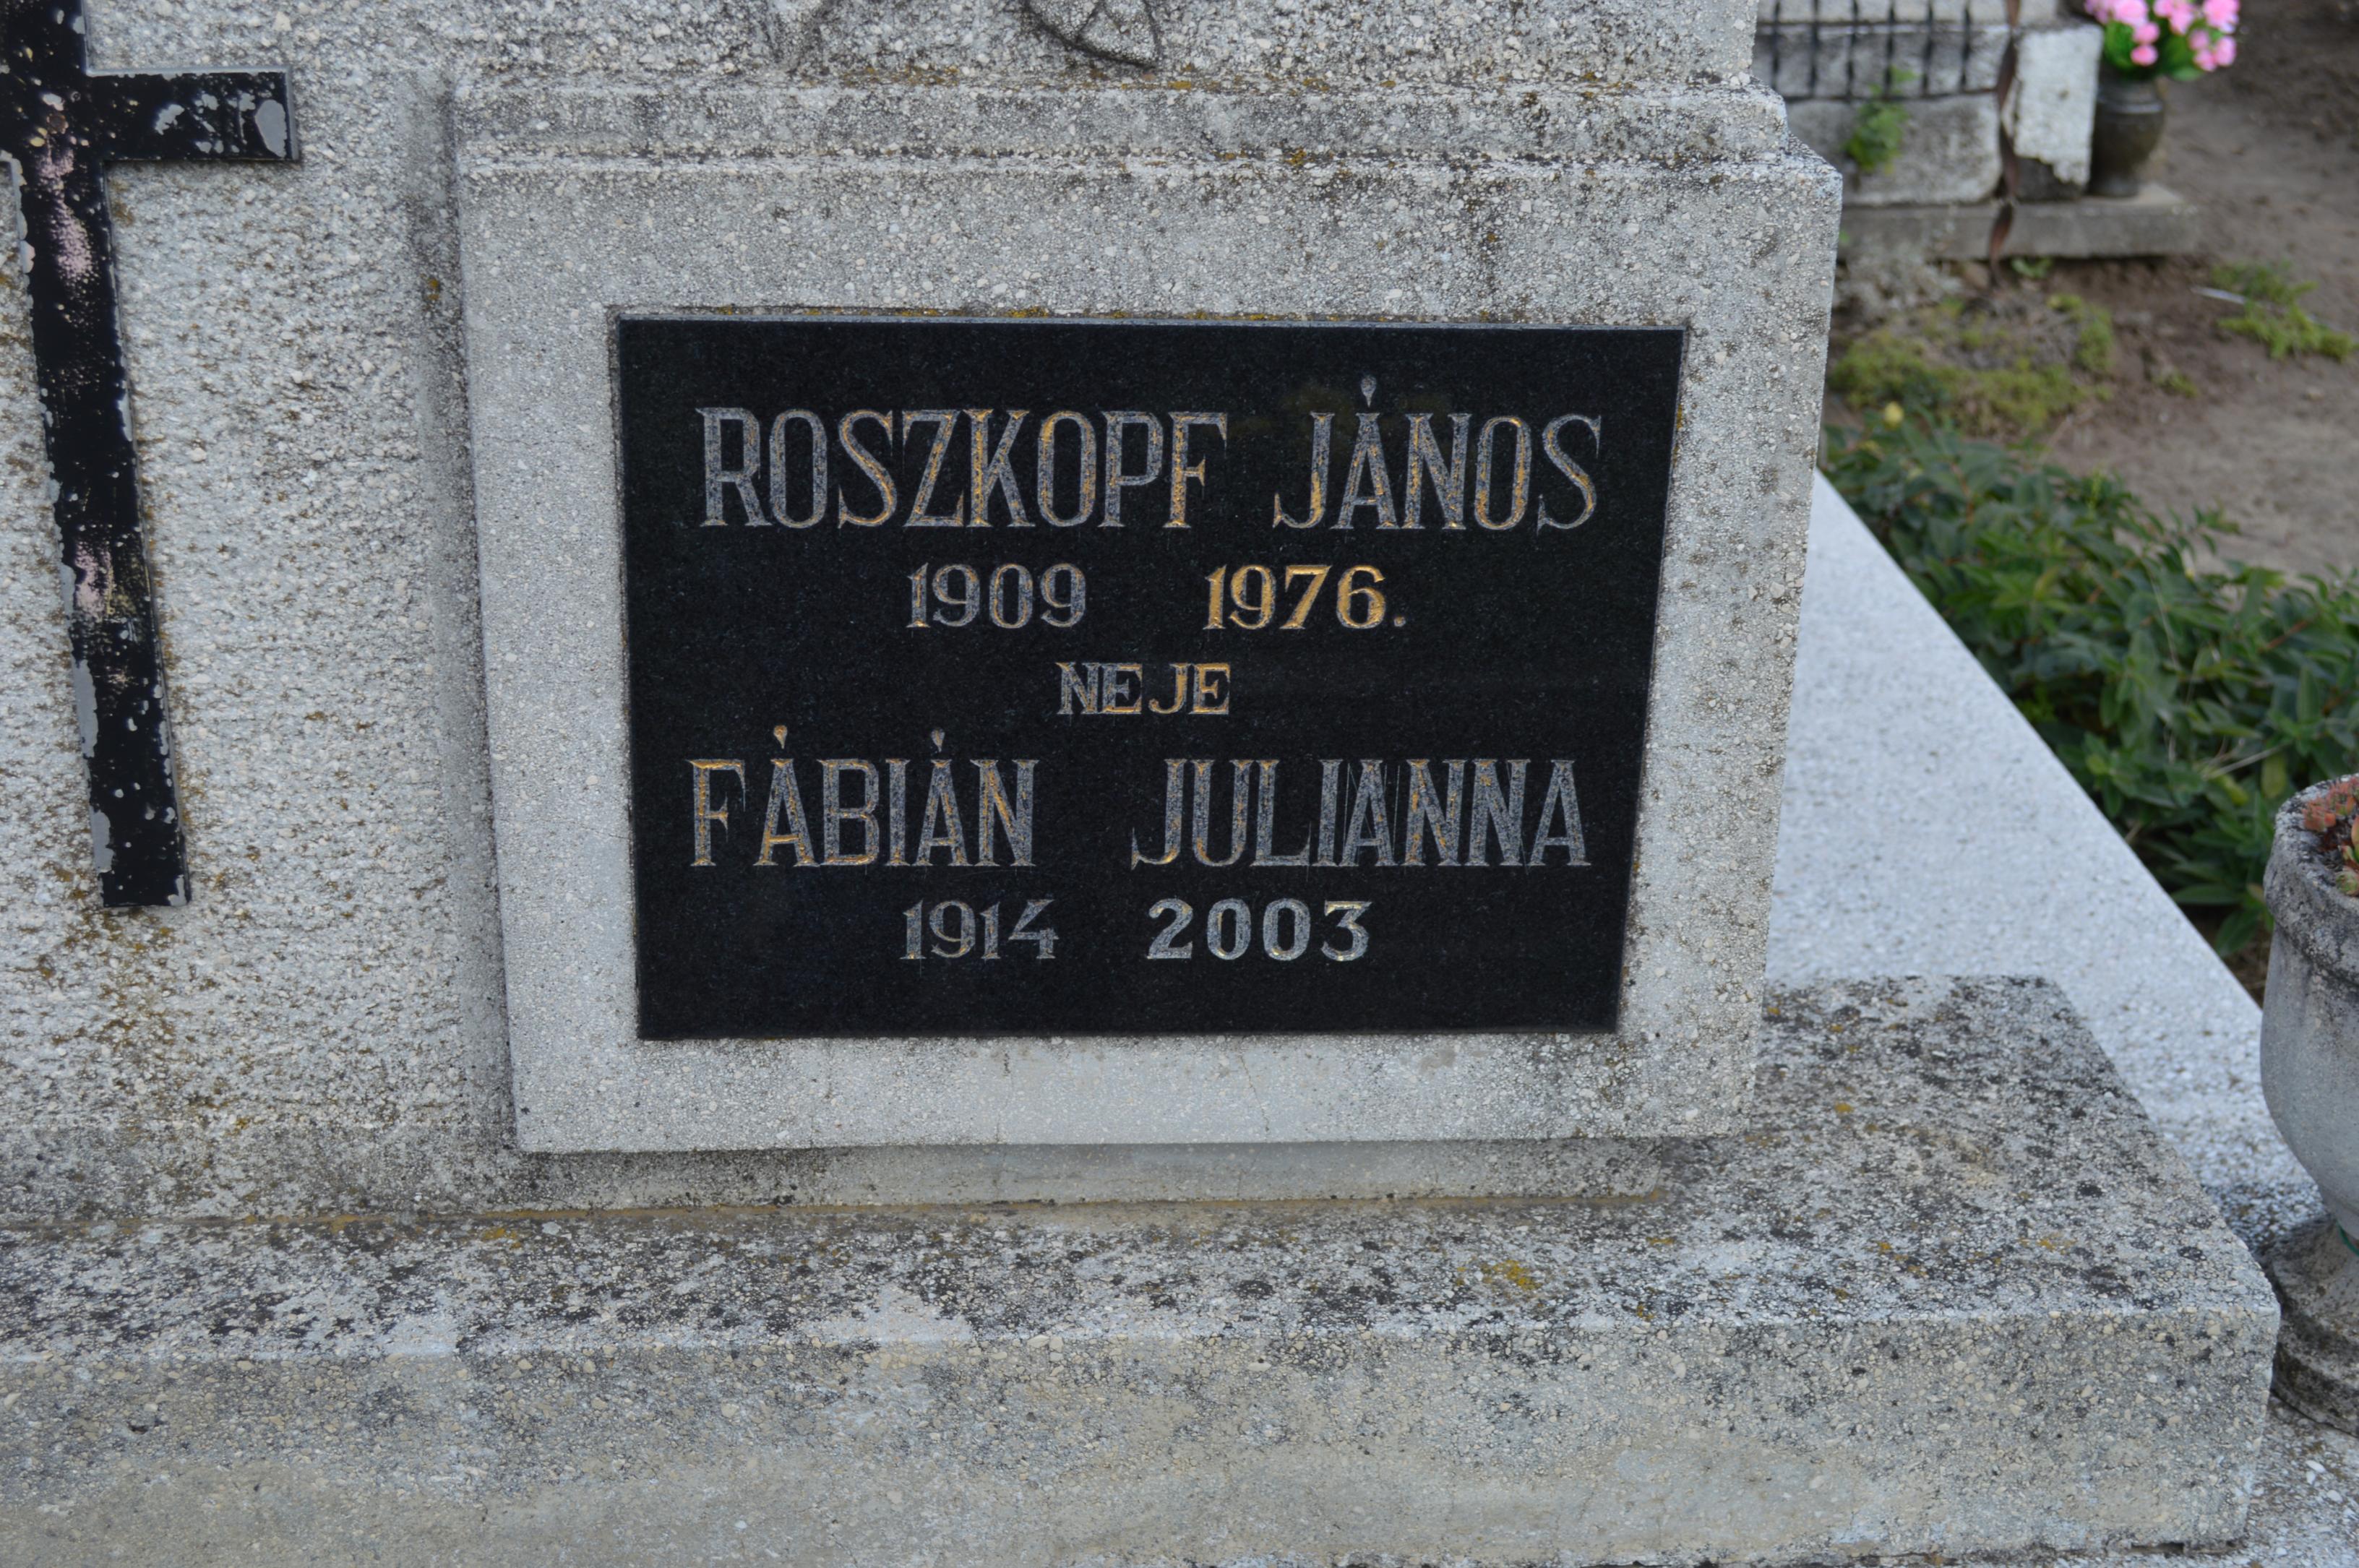 ROSZKOPF JÁNOS
1909 1976.
NEJE
FÁBIÁN JULIANNA
1914 2003